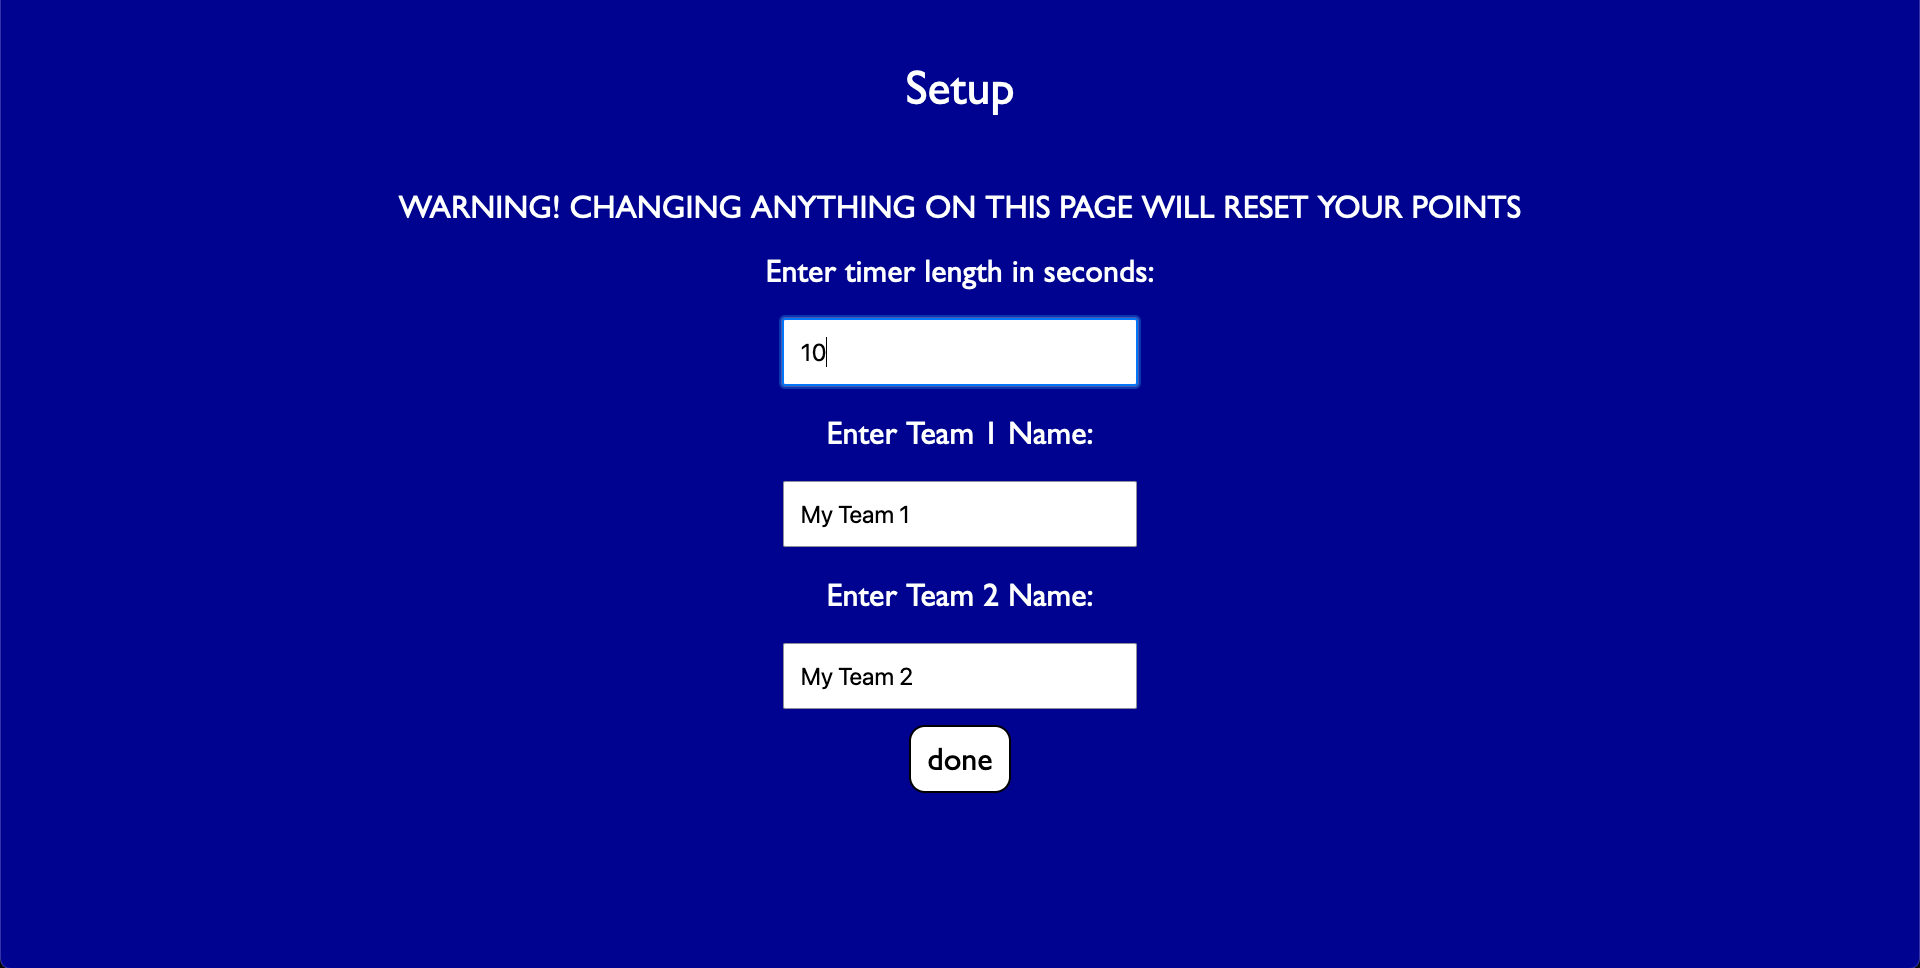 Setup
WARNING! CHANGING ANYTHING ON THIS PAGE WILL RESET YOUR POINTS
Enter timer length in seconds:
10
Enter Team 1 Name:
My Team 1
Enter Team 2 Name:
My Team 2
done